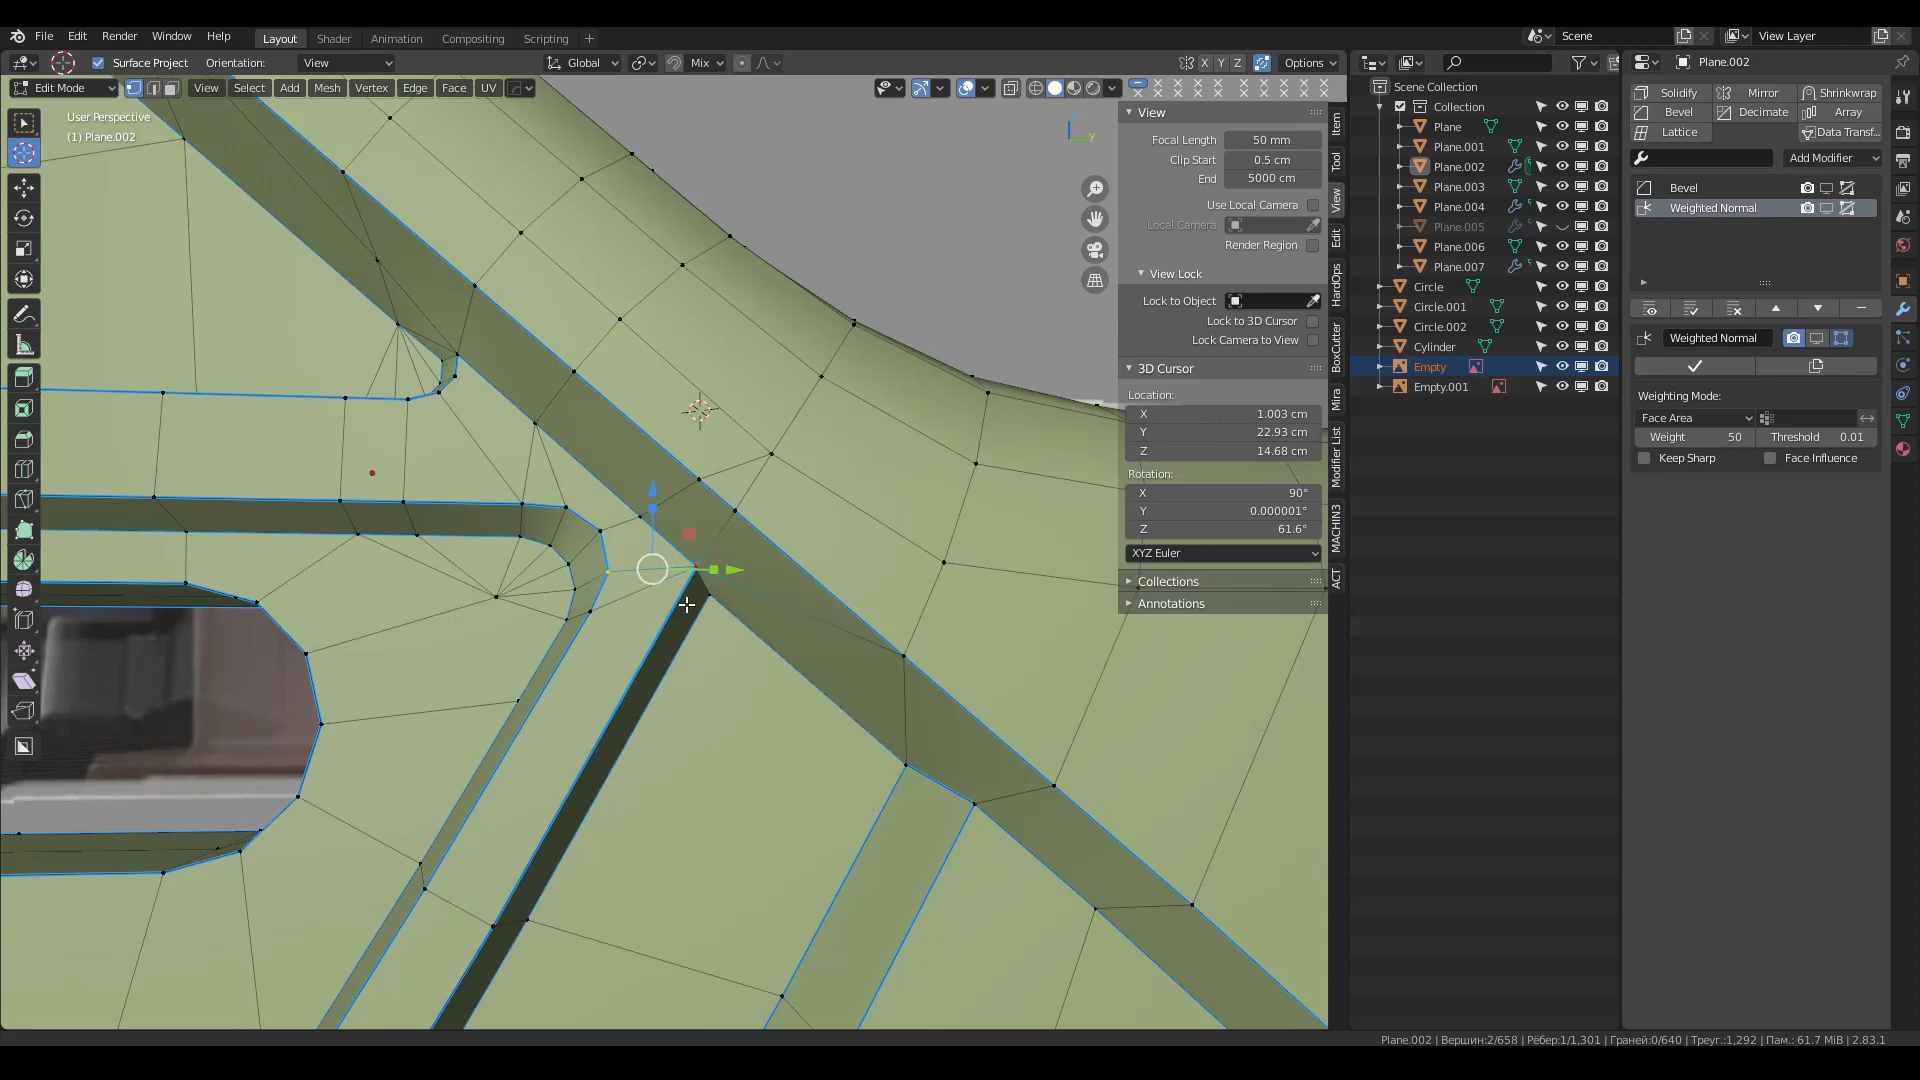 File Edit Render Window Help Layout Shader Animation Compositing Scripting + Scene View Layer
Surface Project Orientation: View Global Mix X Y Z Options Plane.002
Edit Mode View Select Add Mesh Vertex Edge Face UV
User Perspective
(1) Plane.002
y
View
Focal Length 50 mm
Clip Start 0.5 cm
End 5000 cm
Use Local Camera
Local Camera
Render Region
View Lock
Lock to Object
Lock to 3D Cursor
Lock Camera to View
3D Cursor
Location:
X 1.003 cm
Y 22.93 cm
Z 14.68 cm
Rotation:
X 90°
Y 0.000001°
Z 61.6°
XYZ Euler
Collections
Annotations
Item
Tool
View
Edit
HardOps
BoxCutter
Mira
Modifier List
MACHIN3
ACT
Scene Collection
Collection
Plane
Plane.001
Plane.002
Plane.003
Plane.004
Plane.005
Plane.006
Plane.007
Circle
Circle.001
Circle.002
Cylinder
Empty
Empty.001
Solidify Mirror Shrinkwrap
Bevel Decimate Array
Lattice Data Transf...
Add Modifier
Bevel
Weighted Normal
Weighted Normal
Weighting Mode:
Face Area
Weight 50 Threshold 0.01
Keep Sharp Face Influence
Plane.002 | Вершин:2/658 | Рёбер:1/1,301 | Граней:0/640 | Треуг.:1,292 | Пам.: 61.7 MiB | 2.83.1